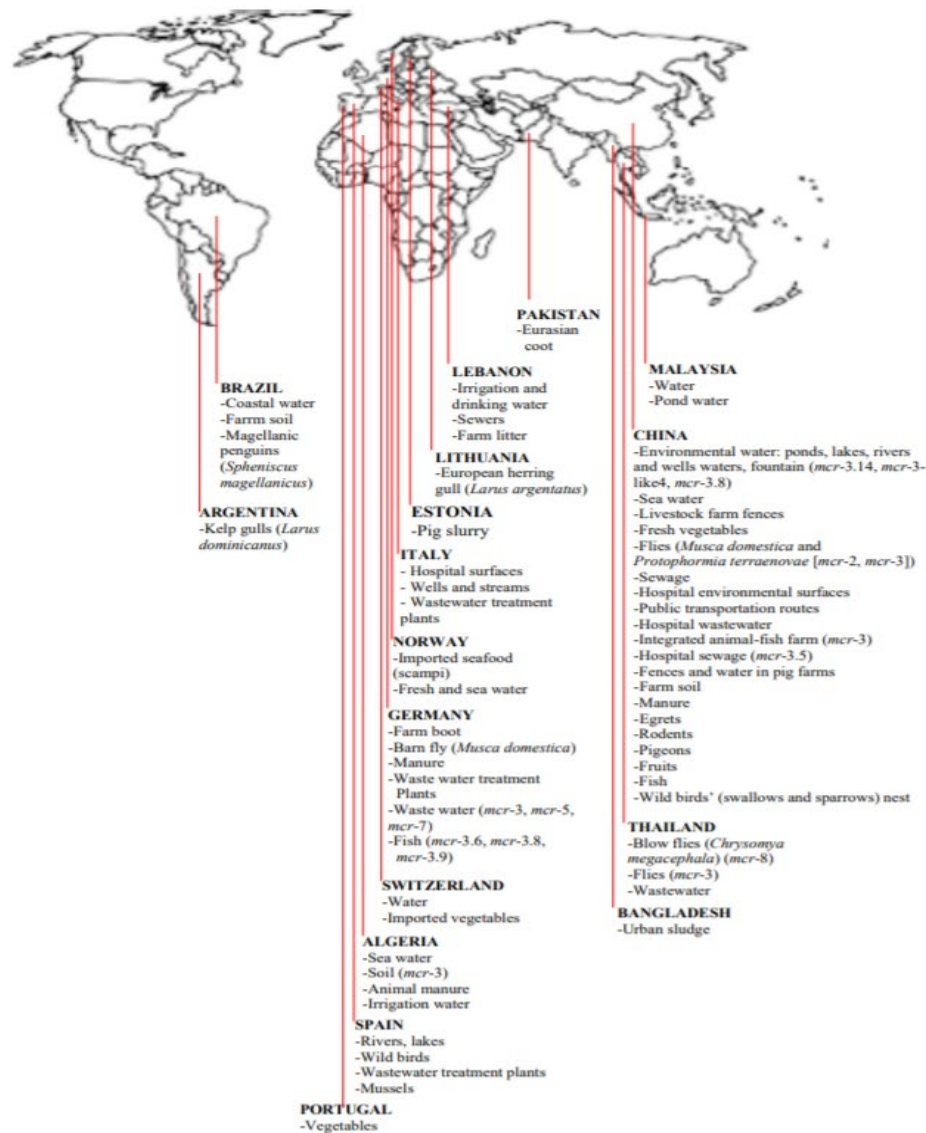 PAKISTAN
-Eurasian
coot
LEBANON
-Irrigation and
drinking water
-Sewers
-Farm litter
MALAYSIA
-Water
-Pond water
BRAZIL
-Coastal water
-Farrm soil
-Magellanic
penguins
(Spheniscus
magellanicus)
LITHUANIA
-European herring
gull (Larus argentatus)
ARGENTINA
-Kelp gulls (Larus
dominicanus)
ESTONIA
-Pig slurry
ITALY
- Hospital surfaces
- Wells and streams
- Wastewater treatment
plants
NORWAY
-Imported seafood
(scampi)
-Fresh and sea water
GERMANY
-Farm boot
-Barn fly (Musca domestica)
-Manure
-Waste water treatment
Plants
-Waste water (mcr-3, mcr-5,
mcr-7)
-Fish (mcr-3.6, mcr-3.8,
mcr-3.9)
SWITZERLAND
-Water
-Imported vegetables
ALGERIA
-Sea water
-Soil (mcr-3)
-Animal manure
-Irrigation water
SPAIN
-Rivers, lakes
-Wild birds
-Wastewater treatment plants
-Mussels
PORTUGAL
-Vegetables
CHINA
-Environmental water: ponds, lakes, rivers
and wells waters, fountain (mcr-3.14, mcr-3-
like4, mcr-3.8)
-Sea water
-Livestock farm fences
-Fresh vegetables
-Flies (Musca domestica and
Protophormia terraenovae [mcr-2, mcr-3])
-Sewage
-Hospital environmental surfaces
-Public transportation routes
-Hospital wastewater
-Integrated animal-fish farm (mcr-3)
-Hospital sewage (mcr-3.5)
-Fences and water in pig farms
-Farm soil
-Manure
-Egrets
-Rodents
-Pigeons
-Fruits
-Fish
-Wild birds’ (swallows and sparrows) nest
THAILAND
-Blow flies (Chrysomya
megacephala) (mcr-8)
-Flies (mcr-3)
-Wastewater
BANGLADESH
-Urban sludge